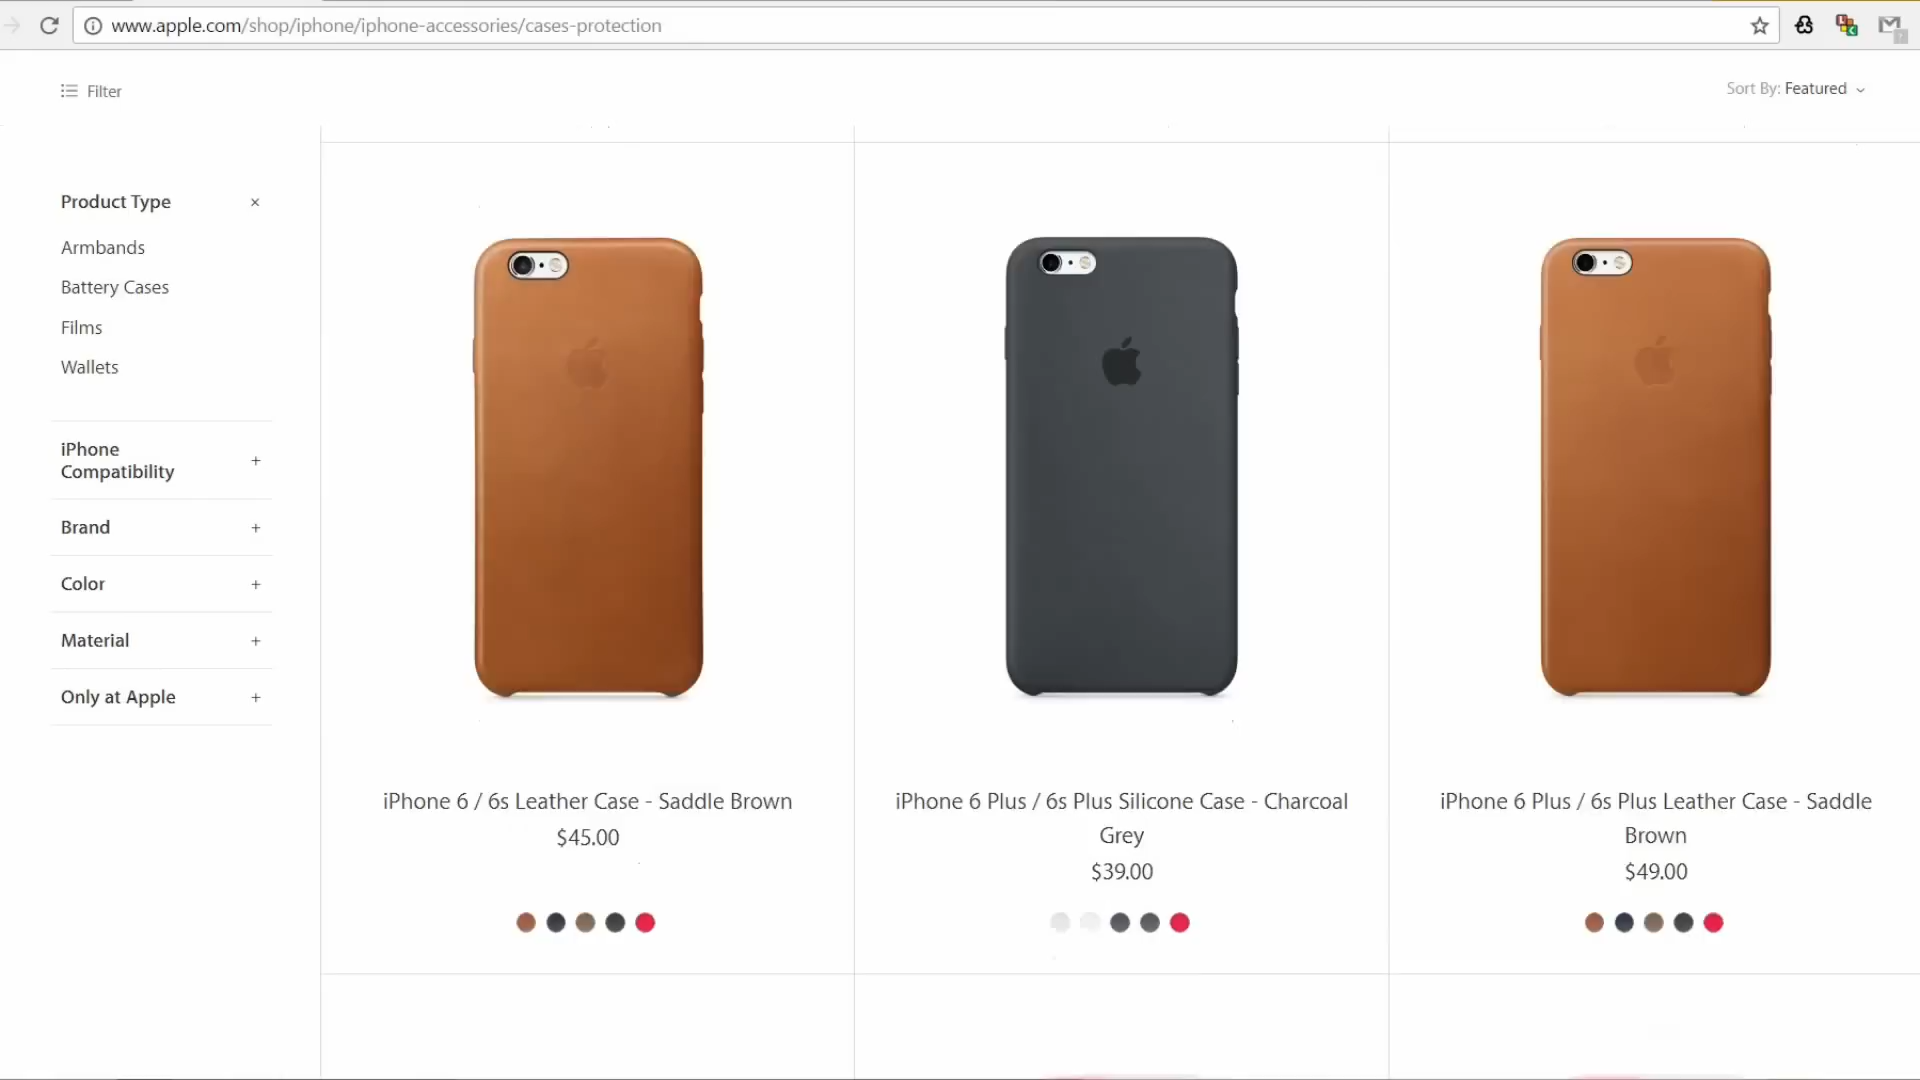 www.apple.com/shop/iphone/iphone-accessories/cases-protection
Filter
Sort By: Featured
Product Type
Armbands
Battery Cases
Films
Wallets
iPhone
Compatibility
Brand
Color
Material
Only at Apple
iPhone 6 / 6s Leather Case - Saddle Brown
$45.00
iPhone 6 Plus / 6s Plus Silicone Case - Charcoal
Grey
$39.00
iPhone 6 Plus / 6s Plus Leather Case - Saddle
Brown
$49.00